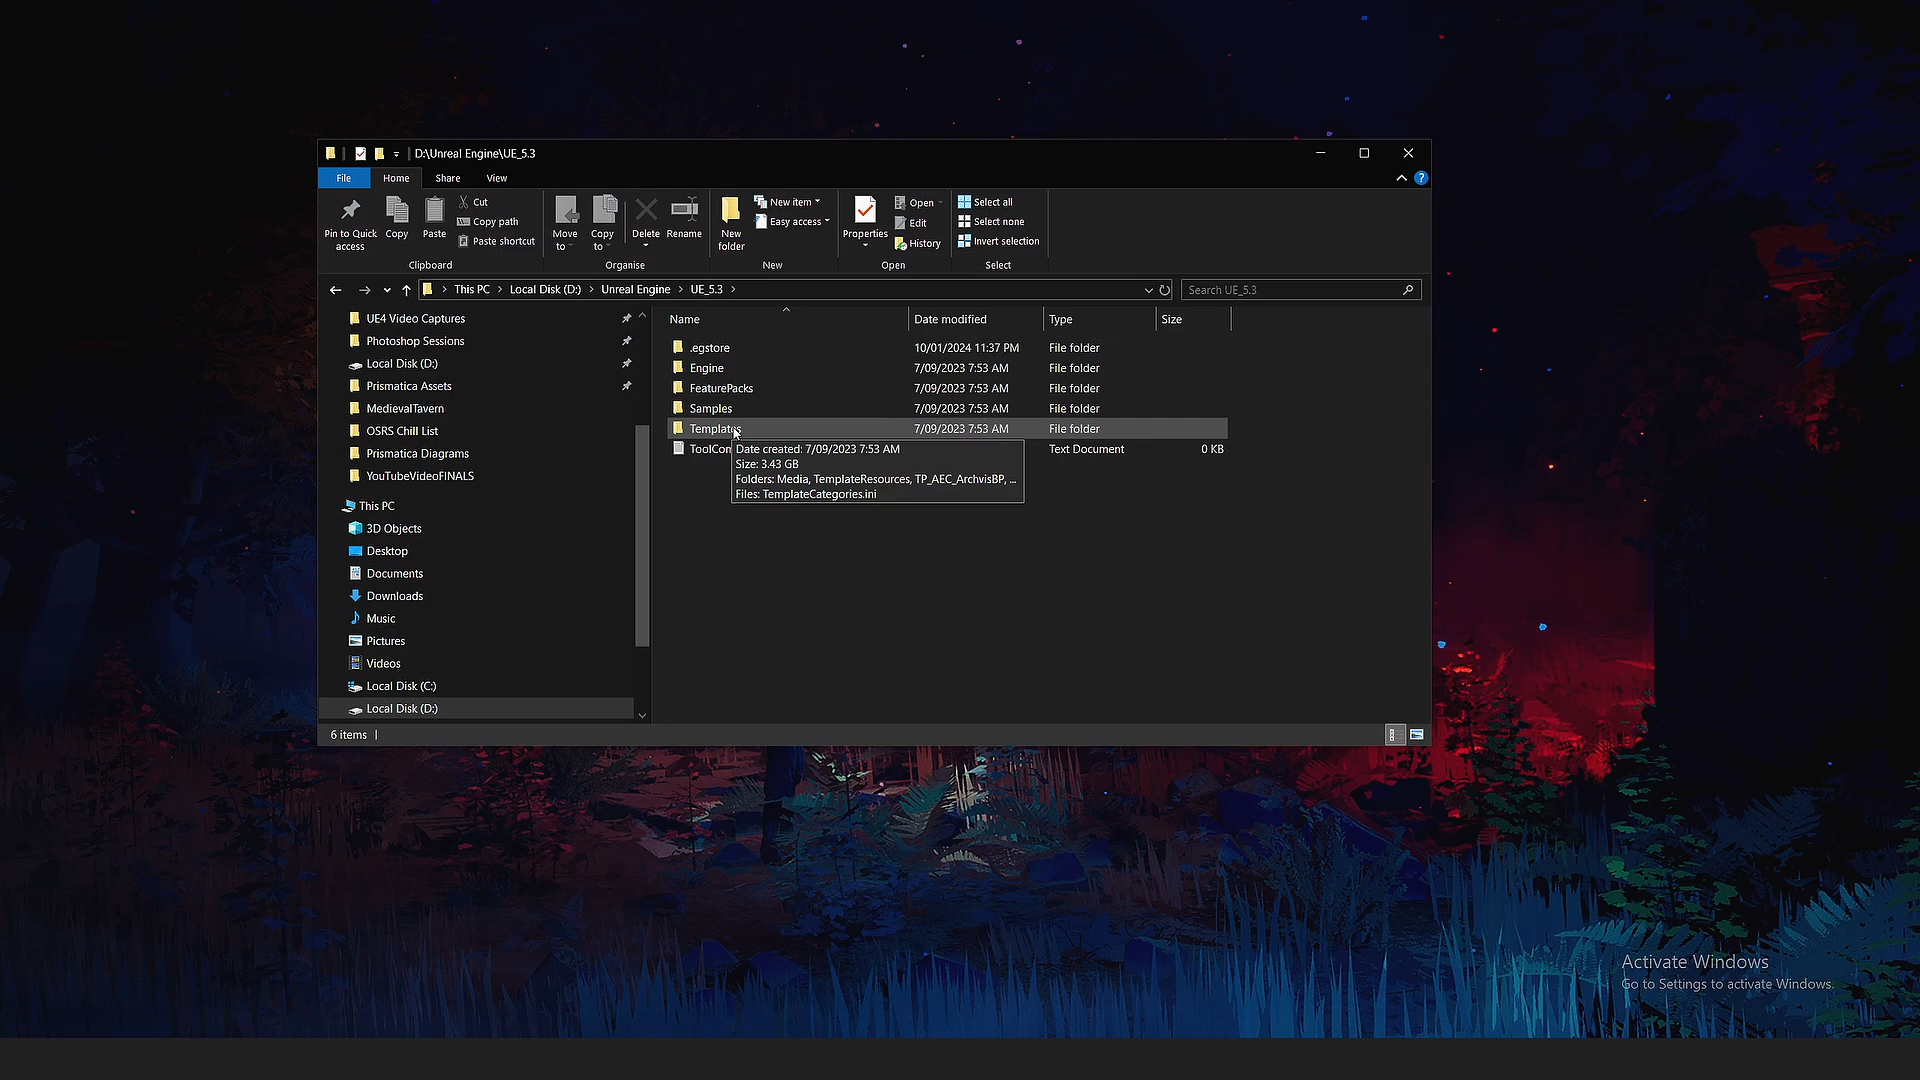 D:\Unreal Engine\UE_5.3
File Home Share View
Pin to Quick access
Copy
Paste
Cut
Copy path
Paste shortcut
Clipboard
Move to
Copy to
Delete
Rename
Organise
New folder
New item
Easy access
New
Properties
Open
Edit
History
Open
Select all
Select none
Invert selection
Select
This PC > Local Disk (D:) > Unreal Engine > UE_5.3 >
Search UE_5.3
UE4 Video Captures
Photoshop Sessions
Local Disk (D:)
Prismatica Assets
MedievalTavern
OSRS Chill List
Prismatica Diagrams
YouTubeVideoFINALS
This PC
3D Objects
Desktop
Documents
Downloads
Music
Pictures
Videos
Local Disk (C:)
Local Disk (D:)
Name Date modified Type Size
.egstore 10/01/2024 11:37 PM File folder
Engine 7/09/2023 7:53 AM File folder
FeaturePacks 7/09/2023 7:53 AM File folder
Samples 7/09/2023 7:53 AM File folder
Templates 7/09/2023 7:53 AM File folder
ToolCon Text Document 0 KB
Date created: 7/09/2023 7:53 AM
Size: 3.43 GB
Folders: Media, TemplateResources, TP_AEC_ArchvisBP, ...
Files: TemplateCategories.ini
6 items
Activate Windows
Go to Settings to activate Windows.